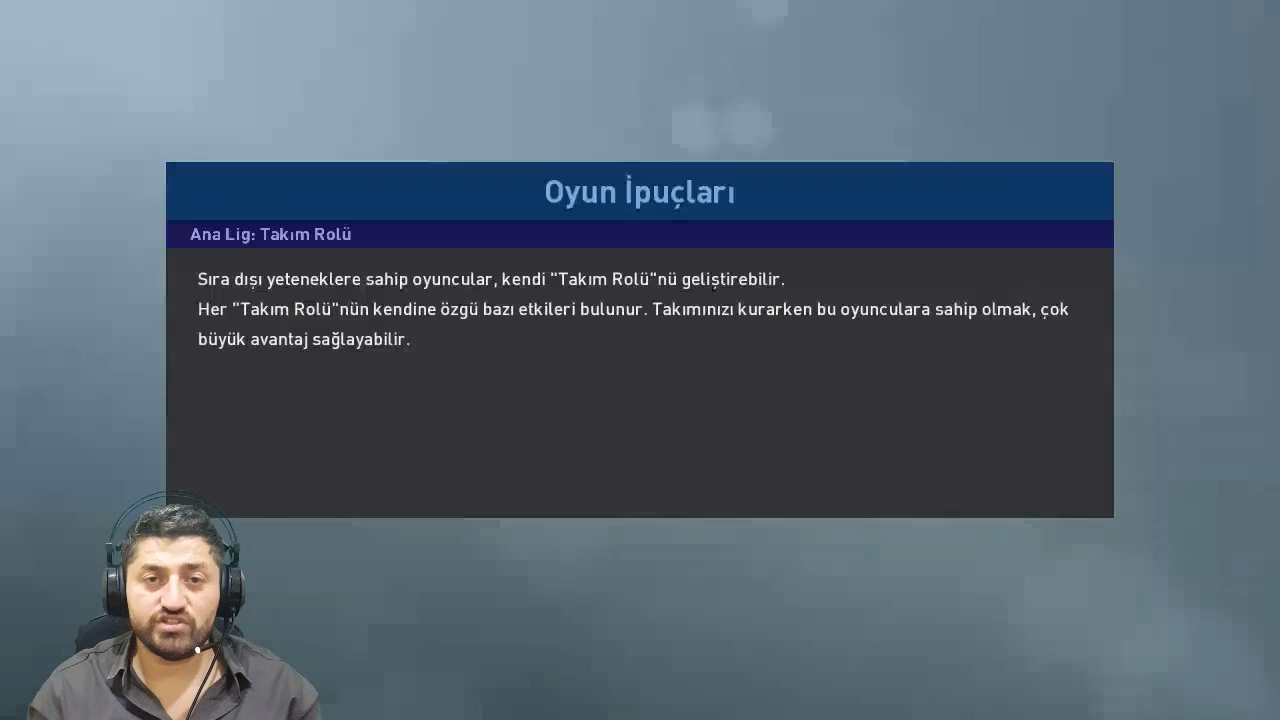 Oyun İpuçları
Ana Lig: Takım Rolü
Sıra dışı yeteneklere sahip oyuncular, kendi "Takım Rolü"nü geliştirebilir.
Her "Takım Rolü"nün kendine özgü bazı etkileri bulunur. Takımınızı kurarken bu oyunculara sahip olmak, çok
büyük avantaj sağlayabilir.